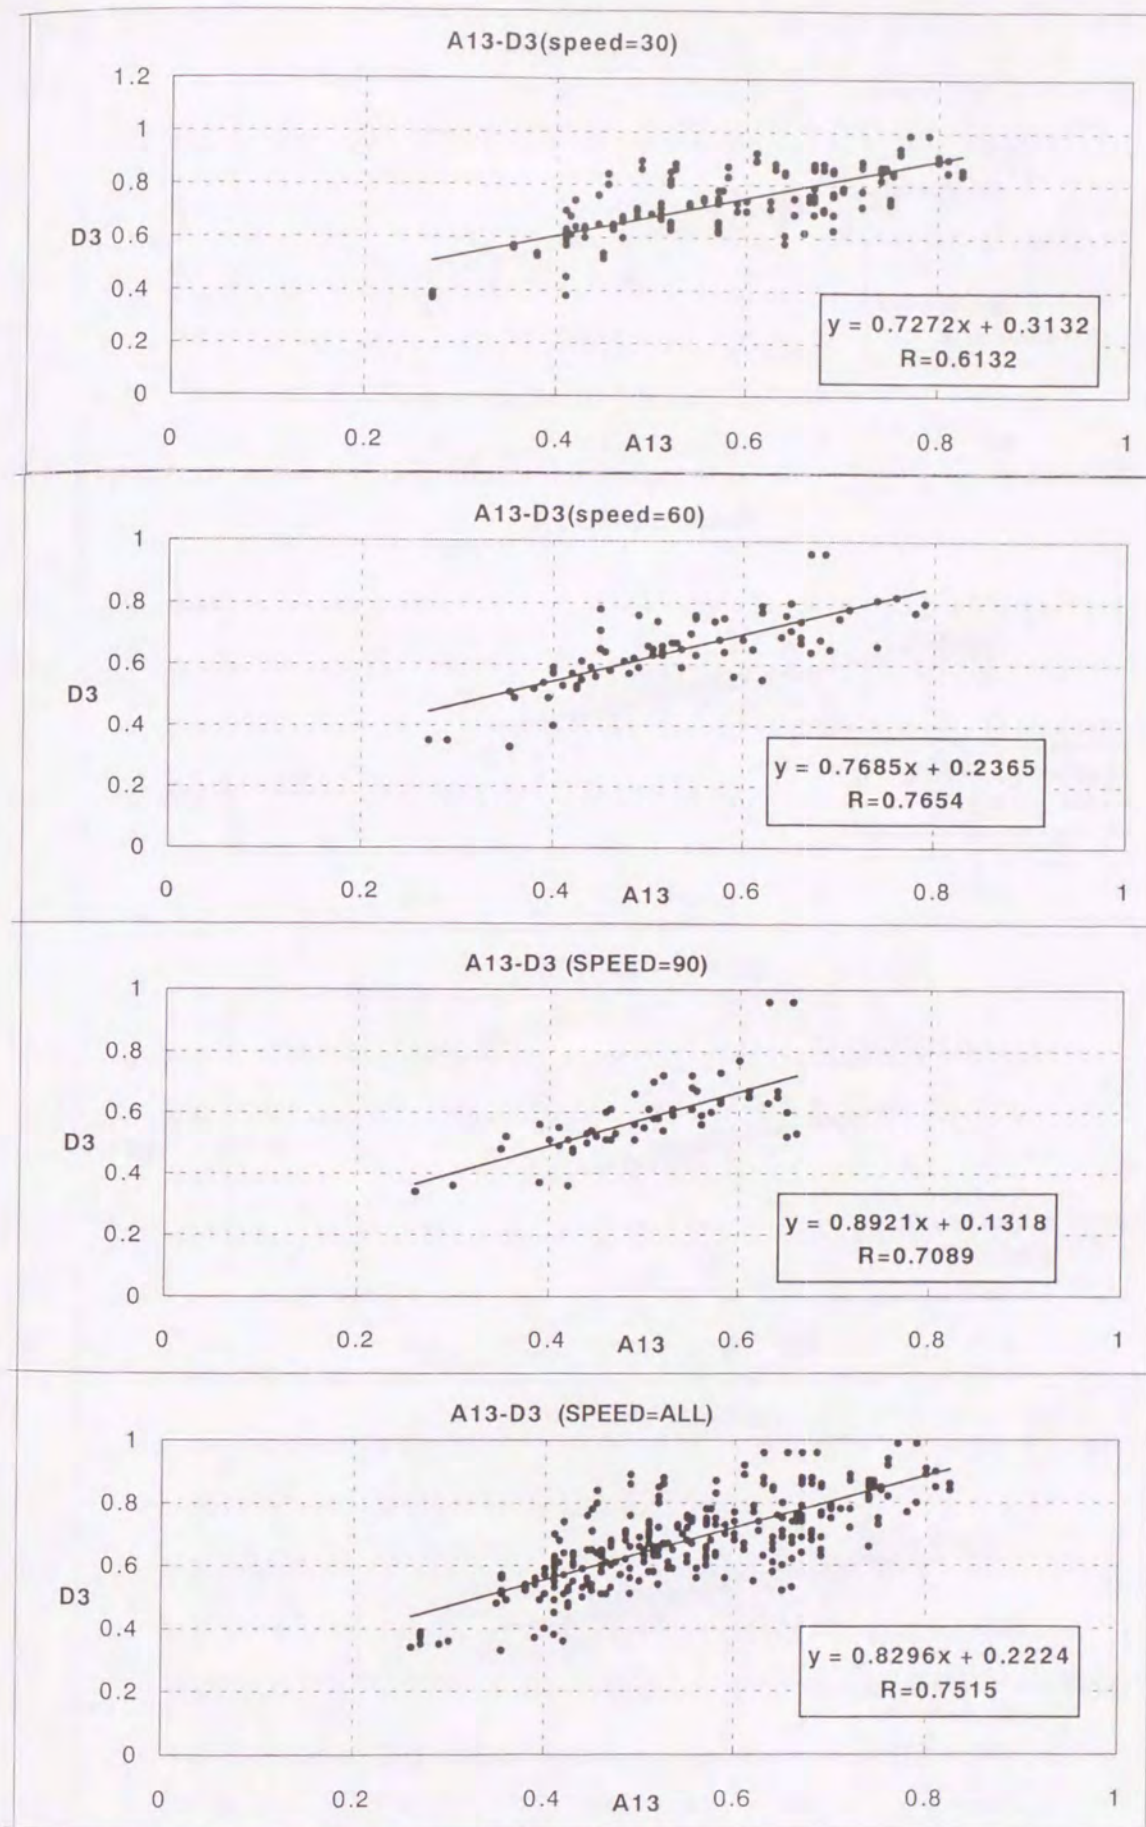 A13-D3(speed=30)
1.2
1
0.8
0.6
0.4
0.2
0
D3
y = 0.7272x + 0.3132
R=0.6132
0 0.2 0.4 0.6 0.8 1
A13
A13-D3(speed=60)
1
0.8
0.6
0.4
0.2
0
D3
y = 0.7685x + 0.2365
R=0.7654
0 0.2 0.4 0.6 0.8 1
A13
A13-D3 (SPEED=90)
1
0.8
0.6
0.4
0.2
0
D3
y = 0.8921x + 0.1318
R=0.7089
0 0.2 0.4 0.6 0.8 1
A13
A13-D3 (SPEED=ALL)
1
0.8
0.6
0.4
0.2
0
D3
y = 0.8296x + 0.2224
R=0.7515
0 0.2 0.4 0.6 0.8 1
A13